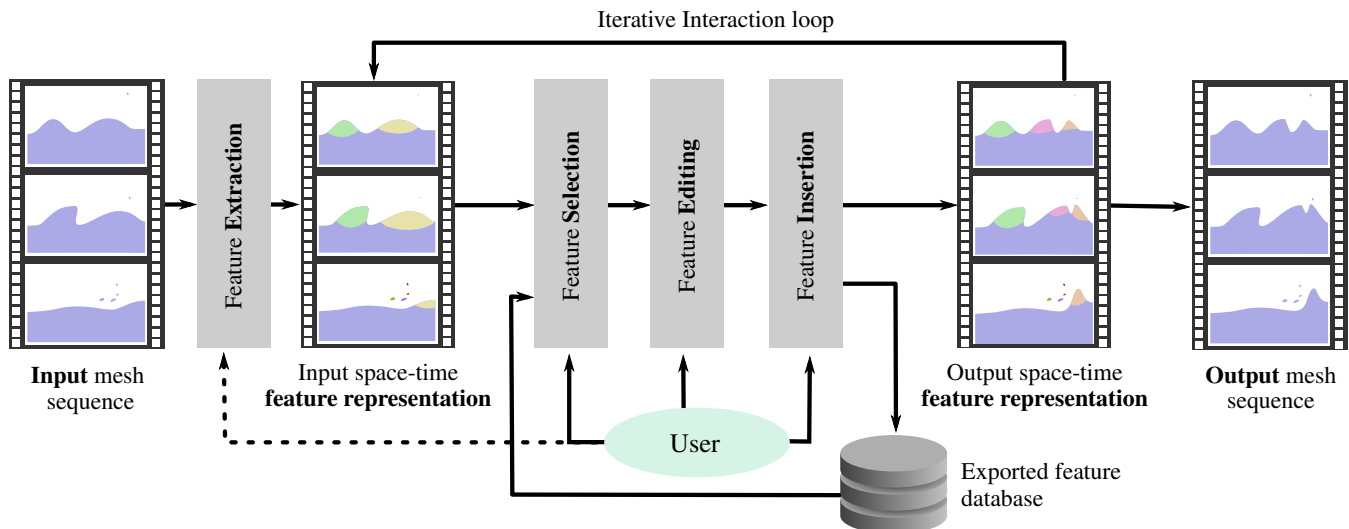 Iterative Interaction loop
Feature Extraction
Feature Selection
Feature Editing
Feature Insertion
Input mesh
sequence
Input space-time
feature representation
Output space-time
feature representation
Output mesh
sequence
User
Exported feature
database